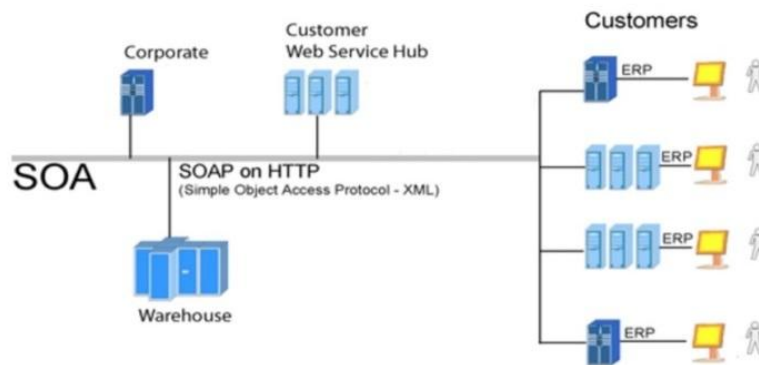 Customers
Customer
Web Service Hub
Corporate
ERP
SOA
SOAP on HTTP
(Simple Object Access Protocol - XML)
ERP
ERP
Warehouse
ERP